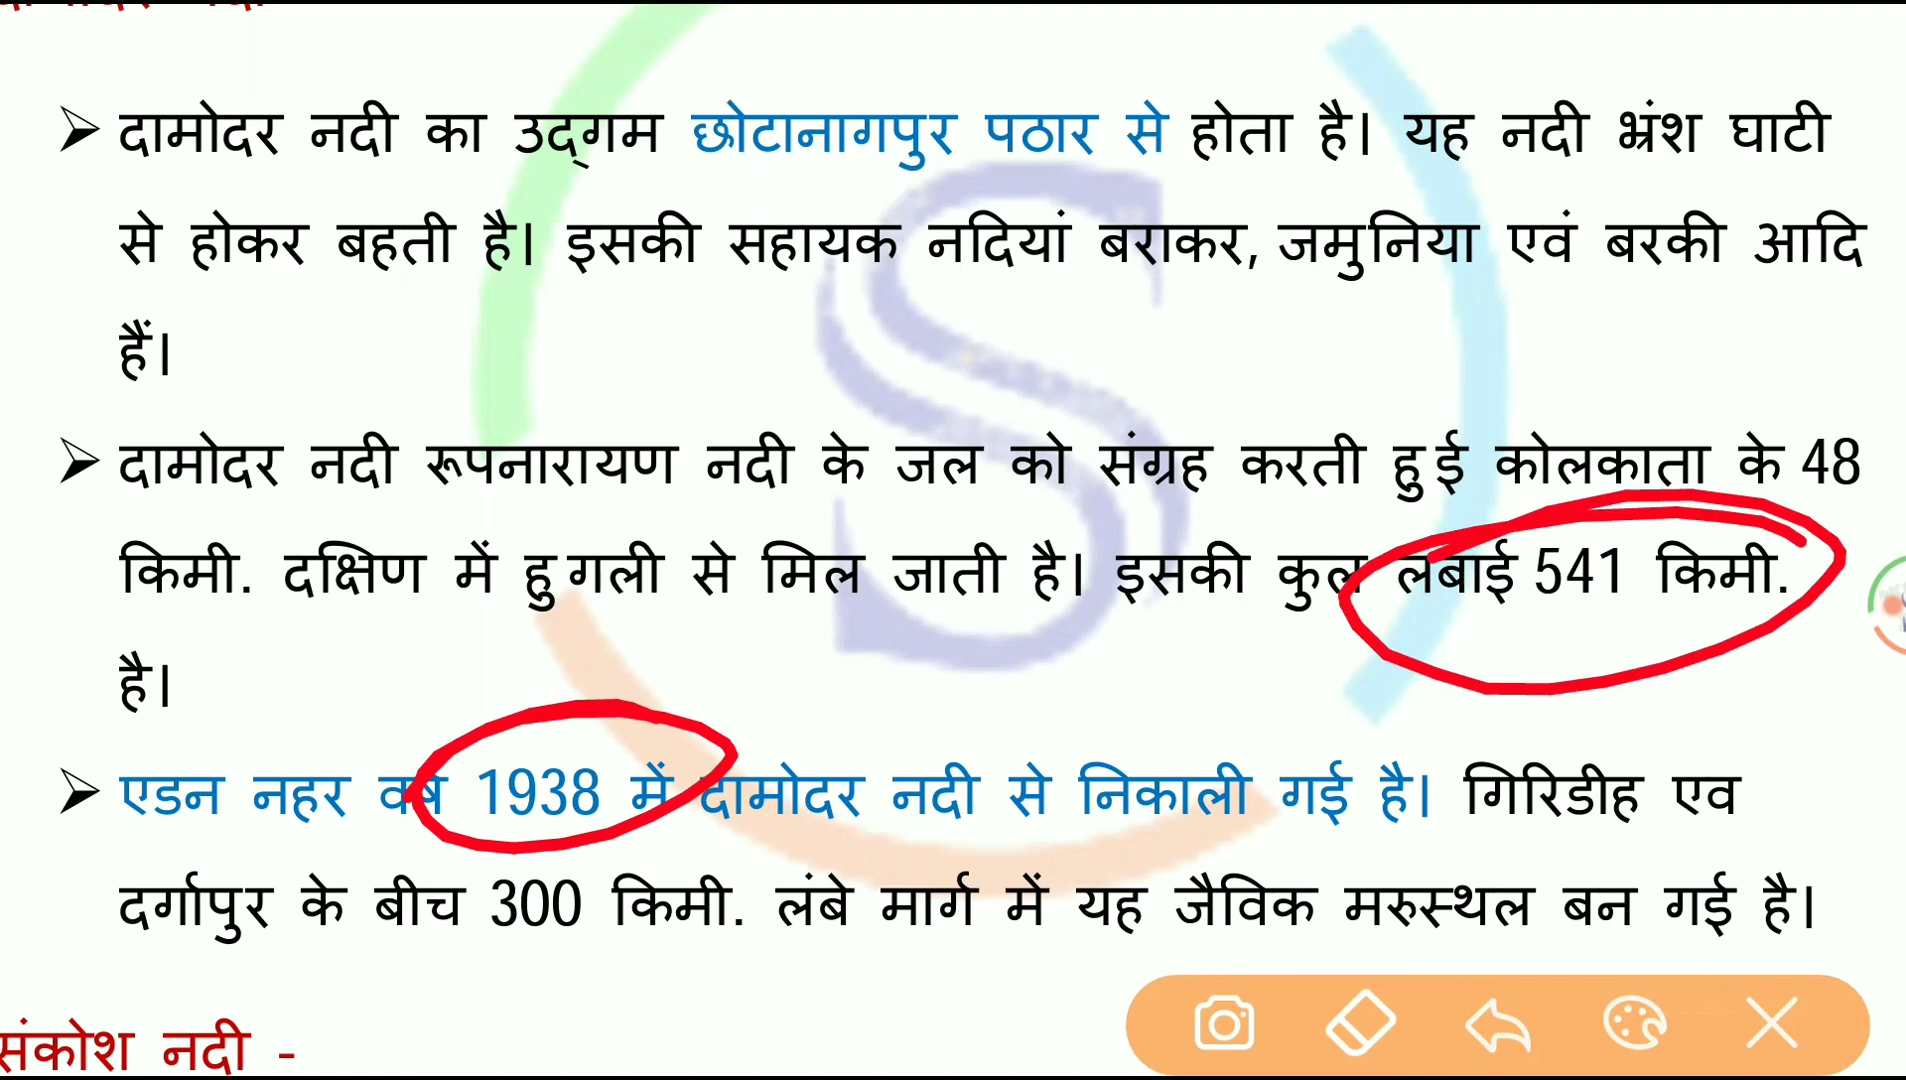 ➢ दामोदर नदी का उद्गम छोटानागपुर पठार से होता है। यह नदी भ्रंश घाटी
से होकर बहती है। इसकी सहायक नदियां बराकर, जमुनिया एवं बरकी आदि
हैं।
➢ दामोदर नदी रूपनारायण नदी के जल को संग्रह करती हुई कोलकाता के 48
किमी. दक्षिण में हुगली से मिल जाती है। इसकी कुल लंबाई 541 किमी.
है।
➢ एडन नहर वर्ष 1938 में दामोदर नदी से निकाली गई है। गिरिडीह एव
दर्गापुर के बीच 300 किमी. लंबे मार्ग में यह जैविक मरुस्थल बन गई है।
संकोश नदी -